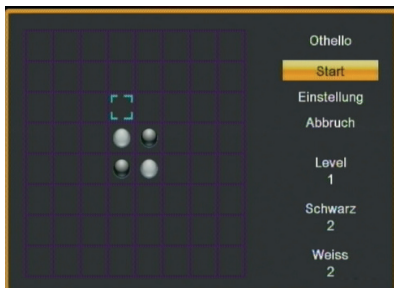 Othello
Start
Einstellung
Abbruch
Level
1
Schwarz
2
Weiss
2